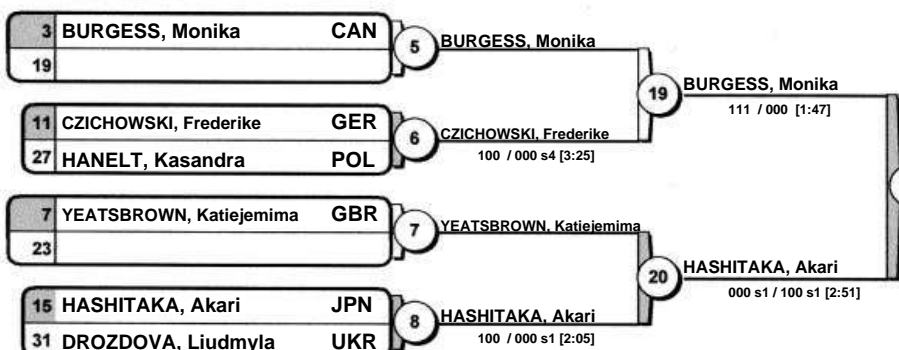 3 BURGESS, Monika CAN
19
5
BURGESS, Monika
11 CZICHOWSKI, Frederike GER
27 HANELT, Kasandra POL
6
CZICHOWSKI, Frederike
100 / 000 s4 [3:25]
19
BURGESS, Monika
111 / 000 [1:47]
7 YEATSBROWN, Katiejemima GBR
23
7
YEATSBROWN, Katiejemima
15 HASHITAKA, Akari JPN
31 DROZDOVA, Liudmyla UKR
8
HASHITAKA, Akari
100 / 000 s1 [2:05]
20
HASHITAKA, Akari
000 s1 / 100 s1 [2:51]